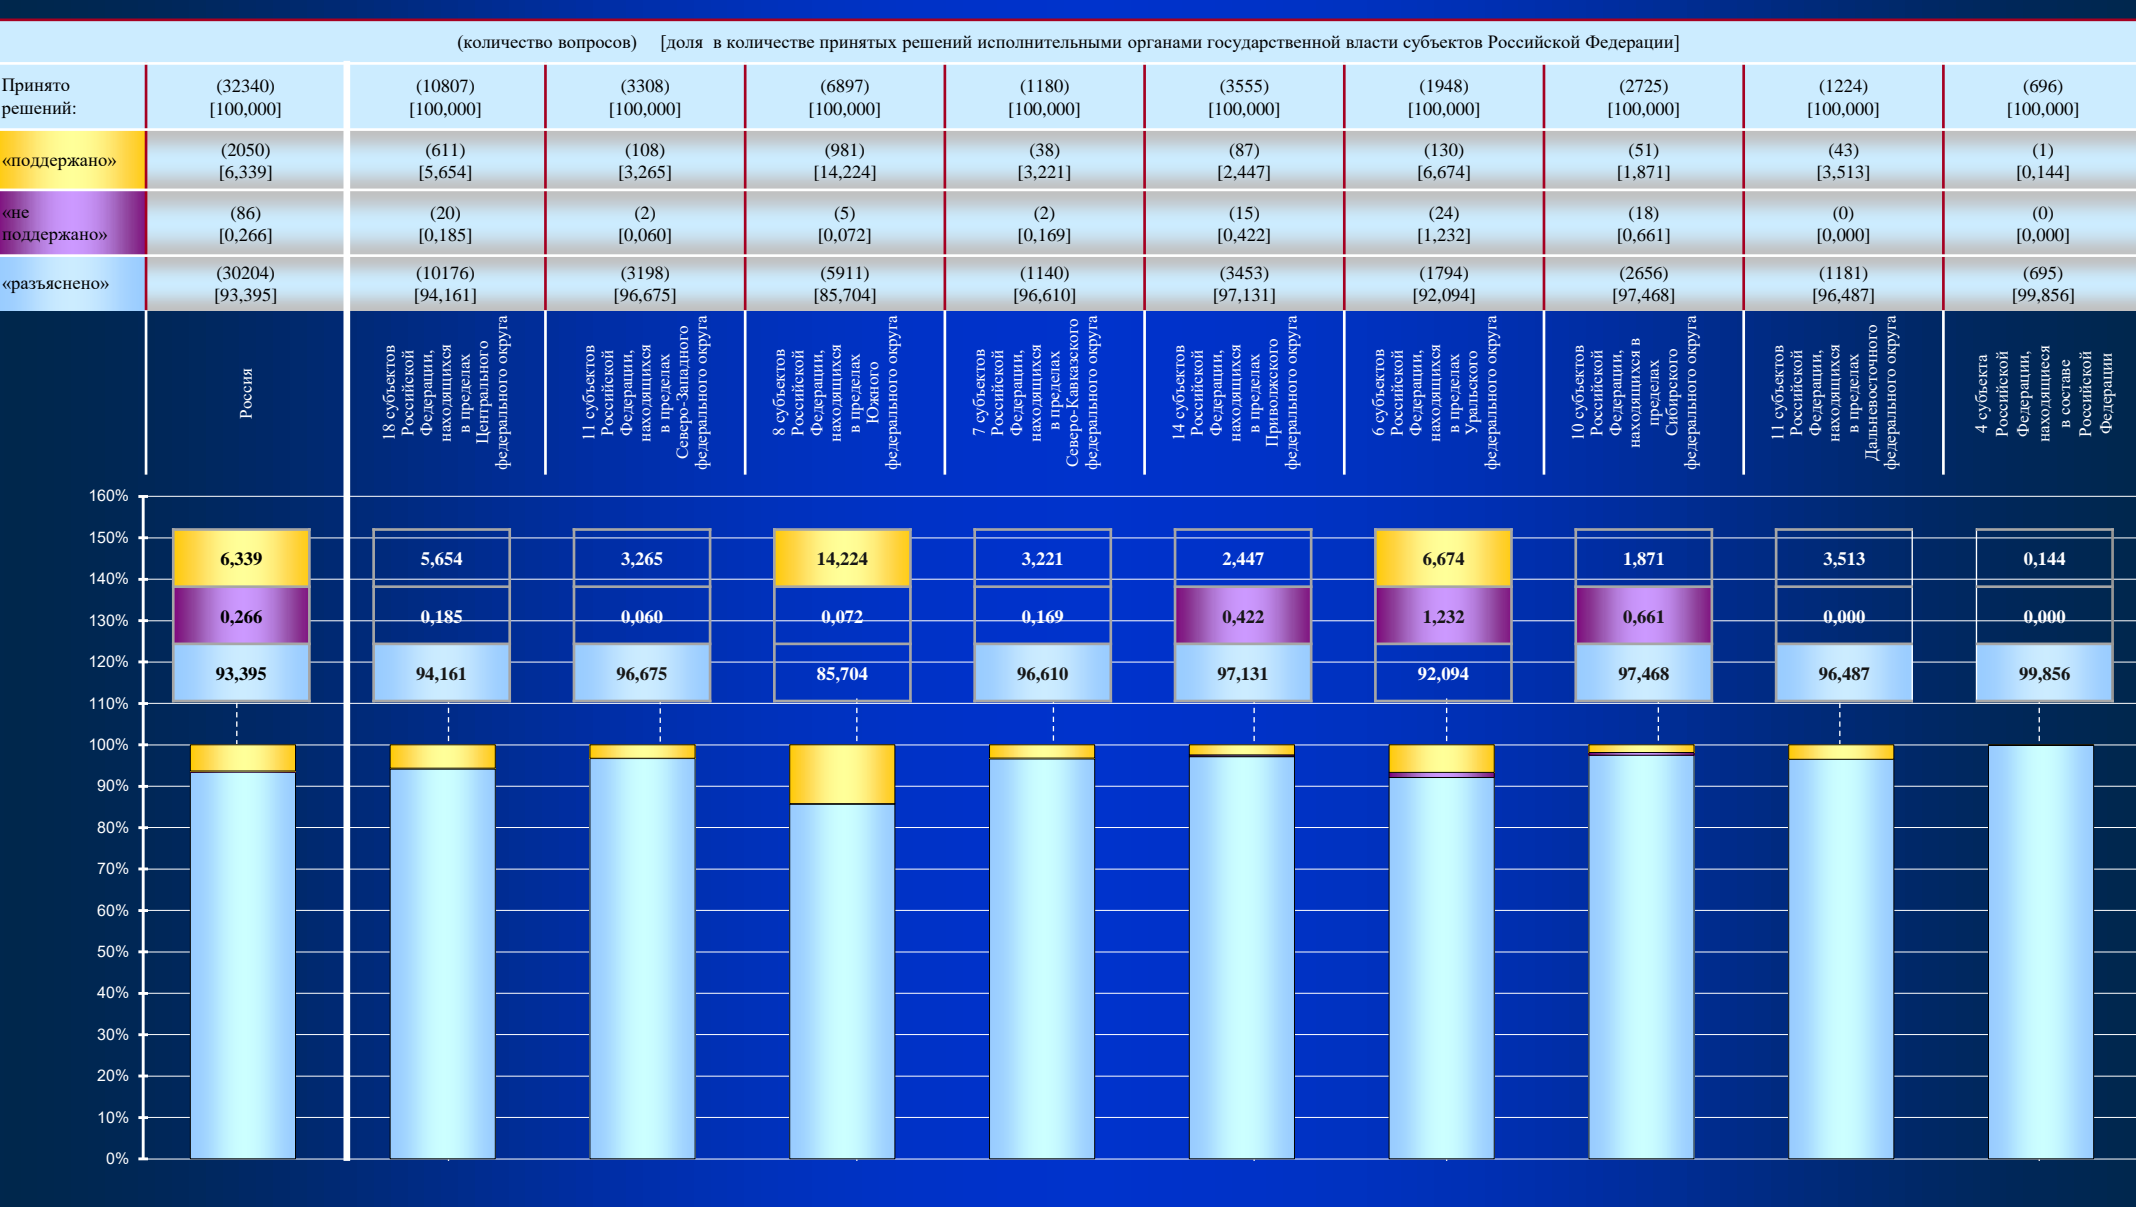 (количество вопросов) [доля в количестве принятых решений исполнительными органами государственной власти субъектов Российской Федерации]
Принято
решений:
(32340) (10807) (3308) (6897) (1180) (3555) (1948) (2725) (1224) (696)
[100,000] [100,000] [100,000] [100,000] [100,000] [100,000] [100,000] [100,000] [100,000] [100,000]
«поддержано»
(2050) (611) (108) (981) (38) (87) (130) (51) (43) (1)
[6,339] [5,654] [3,265] [14,224] [3,221] [2,447] [6,674] [1,871] [3,513] [0,144]
«не
поддержано»
(86) (20) (2) (5) (2) (15) (24) (18) (0) (0)
[0,266] [0,185] [0,060] [0,072] [0,169] [0,422] [1,232] [0,661] [0,000] [0,000]
«разъяснено»
(30204) (10176) (3198) (5911) (1140) (3453) (1794) (2656) (1181) (695)
[93,395] [94,161] [96,675] [85,704] [96,610] [97,131] [92,094] [97,468] [96,487] [99,856]
Россия
18 субъектов
Российской
Федерации,
находящихся
в пределах
Центрального
федерального округа
11 субъектов
Российской
Федерации,
находящихся
в пределах
Северо-Западного
федерального округа
8 субъектов
Российской
Федерации,
находящихся
в пределах
Южного
федерального округа
7 субъектов
Российской
Федерации,
находящихся
в пределах
Северо-Кавказского
федерального округа
14 субъектов
Российской
Федерации,
находящихся
в пределах
Приволжского
федерального округа
6 субъектов
Российской
Федерации,
находящихся
в пределах
Уральского
федерального округа
10 субъектов
Российской
Федерации,
находящихся в
пределах
Сибирского
федерального округа
11 субъектов
Российской
Федерации,
находящихся
в пределах
Дальневосточного
федерального округа
4 субъекта
Российской
Федерации,
находящиеся
в составе
Российской
Федерации
160%
150%
6,339 5,654 3,265 14,224 3,221 2,447 6,674 1,871 3,513 0,144
140%
130%
0,266 0,185 0,060 0,072 0,169 0,422 1,232 0,661 0,000 0,000
120%
93,395 94,161 96,675 85,704 96,610 97,131 92,094 97,468 96,487 99,856
110%
100%
90%
80%
70%
60%
50%
40%
30%
20%
10%
0%